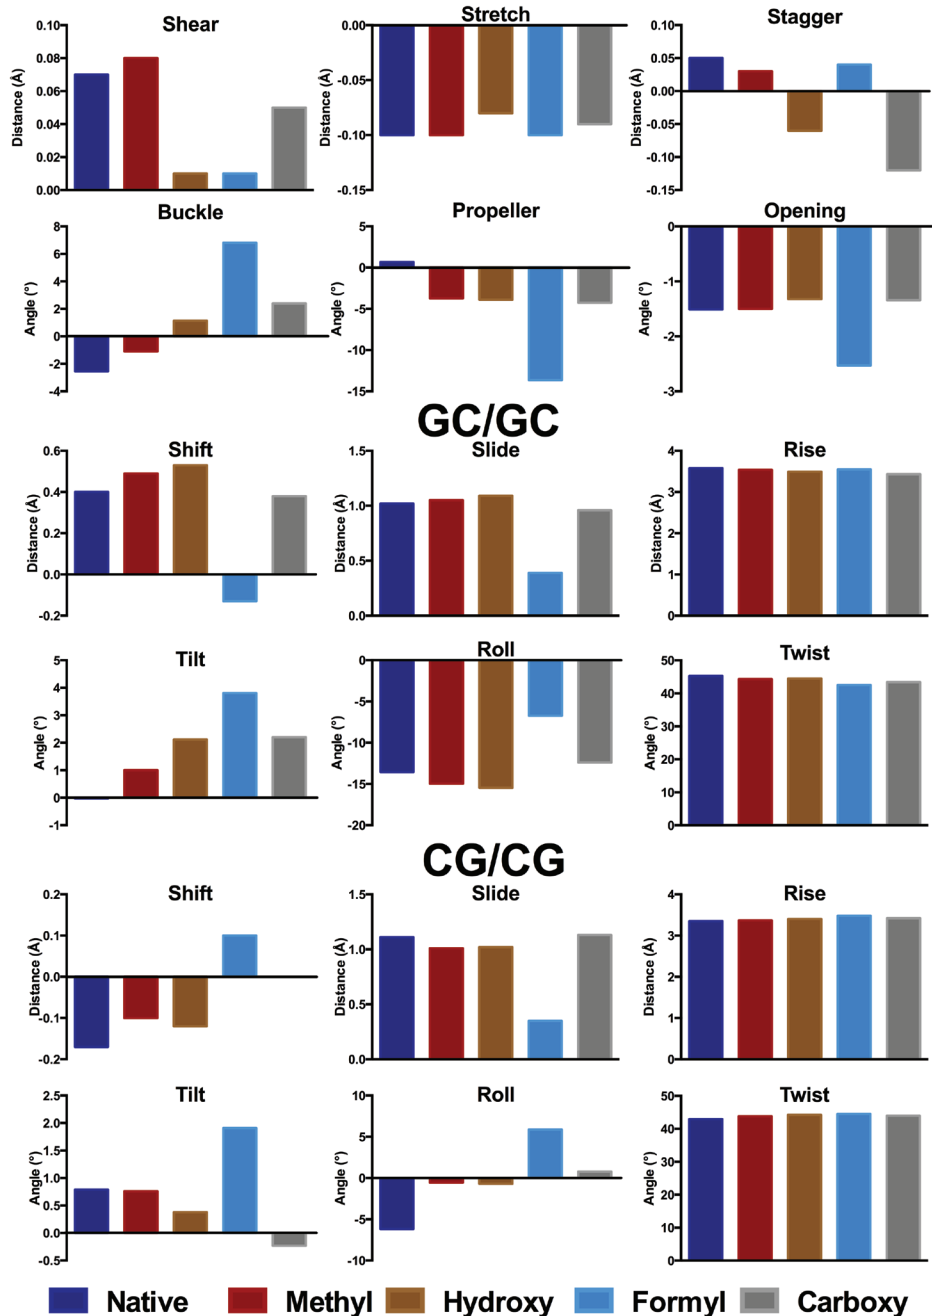 Shear
Stretch
Stagger
Distance (Å)
0.10
0.08
0.06
0.04
0.02
0.00
Distance (Å)
0.00
-0.05
-0.10
-0.15
Distance (Å)
0.10
0.05
0.00
-0.05
-0.10
-0.15
Buckle
Propeller
Opening
Angle (°)
8
6
4
2
0
-2
-4
Angle (°)
5
0
-5
-10
-15
Angle (°)
0
-1
-2
-3
GC/GC
Shift
Slide
Rise
Distance (Å)
0.6
0.4
0.2
0.0
-0.2
Distance (Å)
1.5
1.0
0.5
0.0
Distance (Å)
4
3
2
1
0
Tilt
Roll
Twist
Angle (°)
5
4
3
2
1
0
-1
Angle (°)
0
-5
-10
-15
-20
Angle (°)
50
40
30
20
10
0
CG/CG
Shift
Slide
Rise
Distance (Å)
0.2
0.1
0.0
-0.1
-0.2
Distance (Å)
1.5
1.0
0.5
0.0
Distance (Å)
4
3
2
1
0
Tilt
Roll
Twist
Angle (°)
2.5
2.0
1.5
1.0
0.5
0.0
-0.5
Angle (°)
10
5
0
-5
-10
Angle (°)
50
40
30
20
10
0
Native Methyl Hydroxy Formyl Carboxy